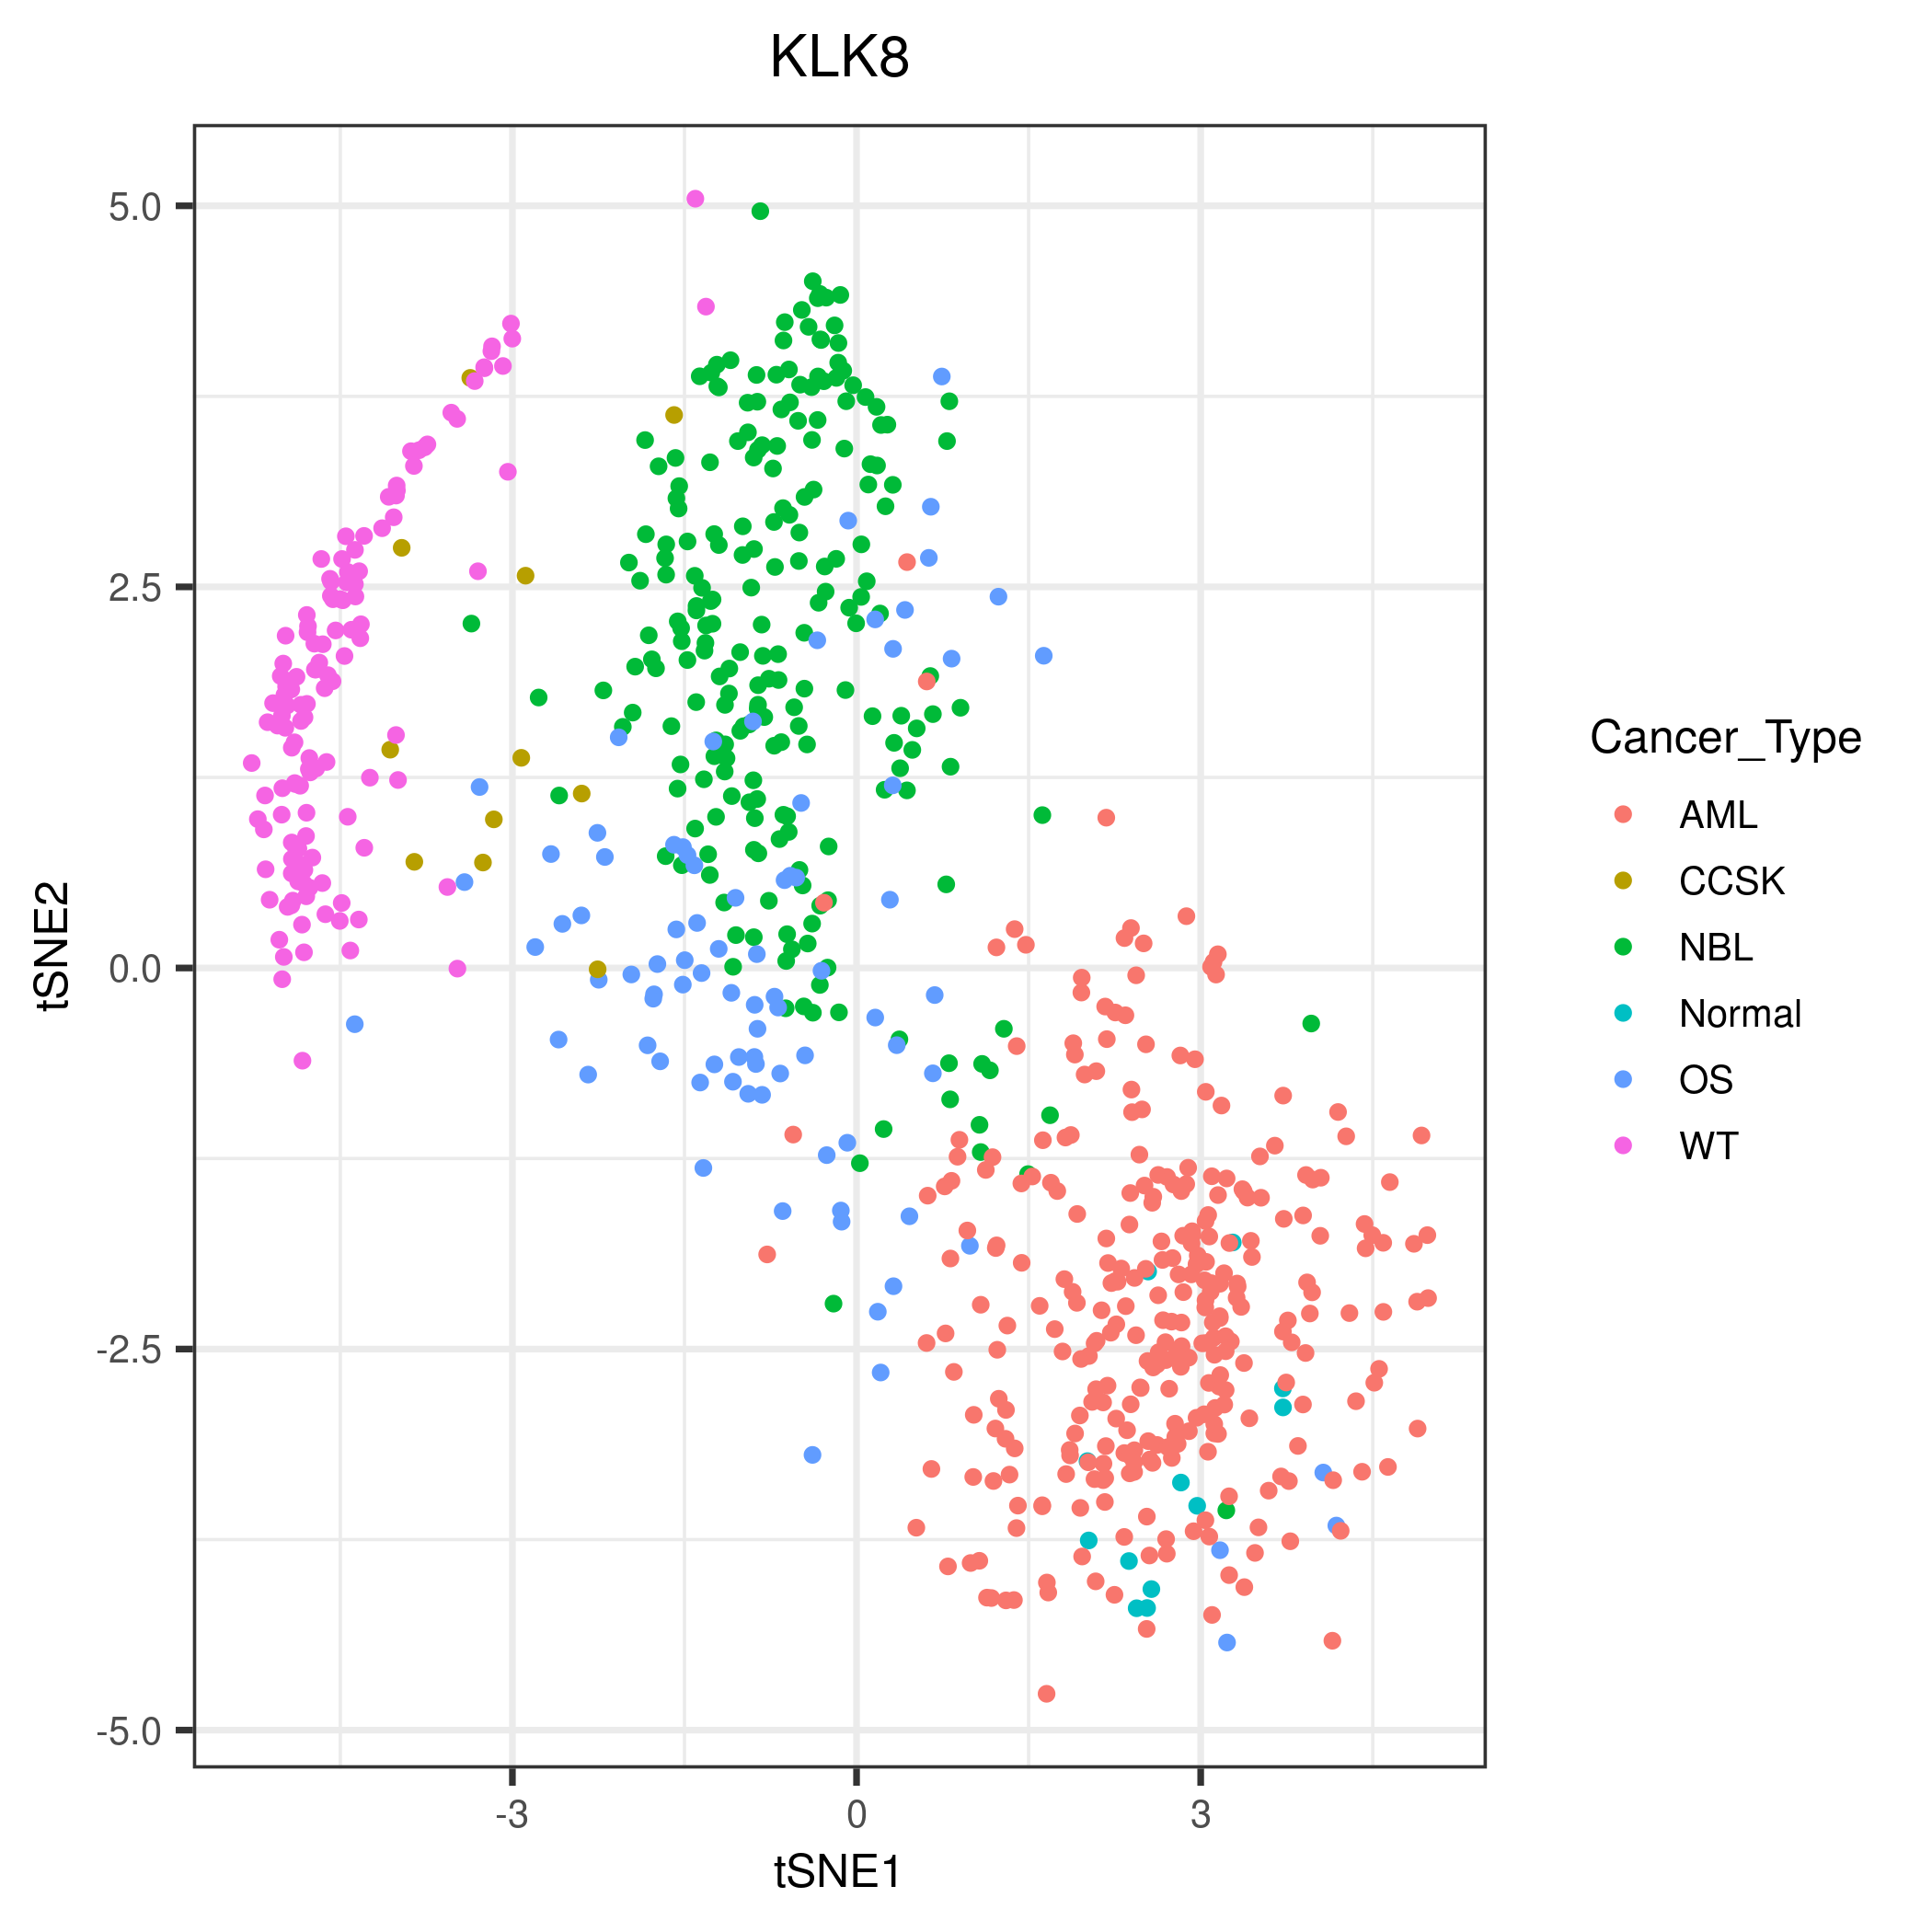 KLK8
5.0
2.5
0.0
-2.5
-5.0
tSNE2
-3
0
3
tSNE1
Cancer_Type
AML
CCSK
NBL
Normal
OS
WT